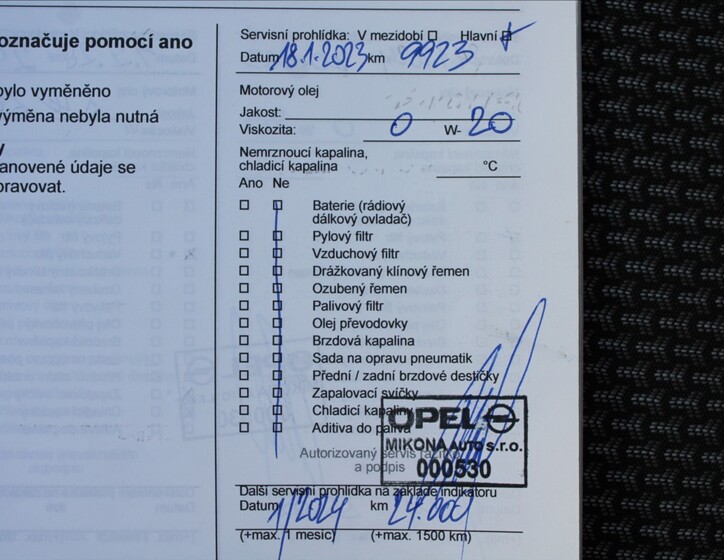 označuje pomocí ano
bylo vyměněno
výměna nebyla nutná
y
anovené údaje se
oravovat.
Servisní prohlídka: V mezidobí □ Hlavní
Datum 18.1.2023 km 9923
Motorový olej
Jakost:
Viskozita: 0 W- 20
Nemrznoucí kapalina,
chladicí kapalina °C
Ano Ne
□ □ Baterie (rádiový
dálkový ovladač)
□ □ Pylový filtr
□ □ Vzduchový filtr
□ □ Drážkovaný klínový řemen
□ □ Ozubený řemen
□ □ Palivový filtr
□ □ Olej převodovky
□ □ Brzdová kapalina
□ □ Sada na opravu pneumatik
□ □ Přední / zadní brzdové destičky
□ □ Zapalovací svíčky
□ □ Chladicí kapaliny
□ □ Aditiva do paliva
OPEL
MIKONA AUTO s.r.o.
000530
Autorizovaný servis razítko
a podpis
Další servisní prohlídka na základe indikátoru
Datum 1/2024 km 24.000
(+max. 1 mesíc) (+max. 1500 km)